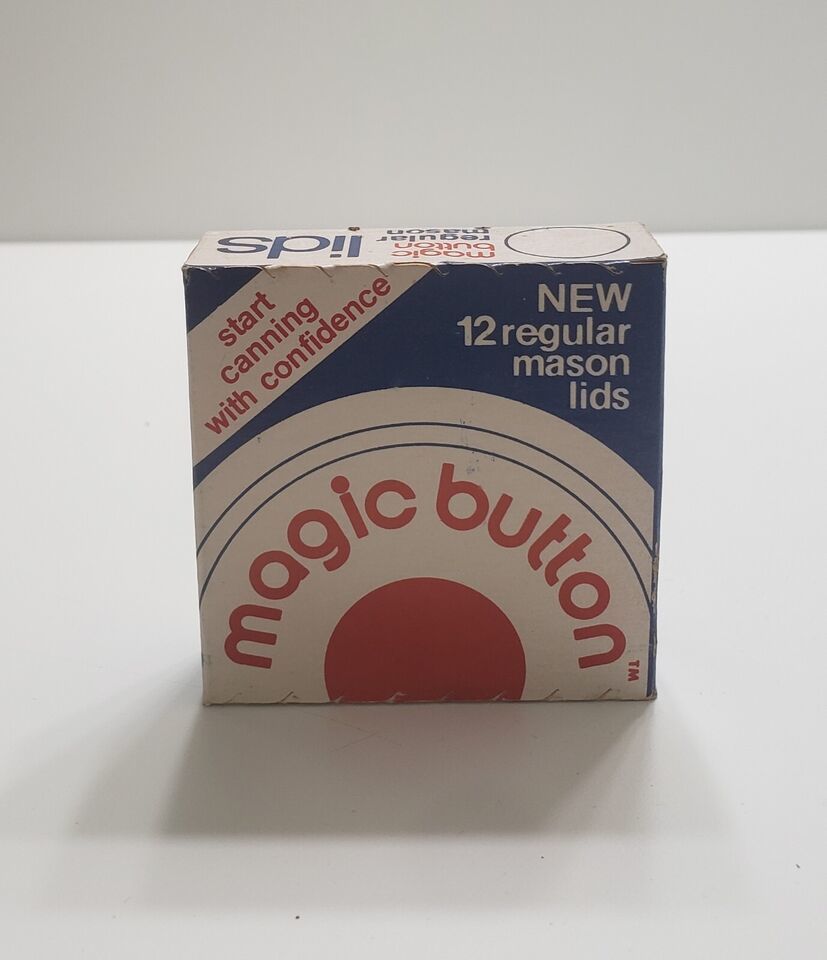 lids
magic
button
regular
mason
start
canning
with confidence
NEW
12 regular
mason
lids
magic button
TM